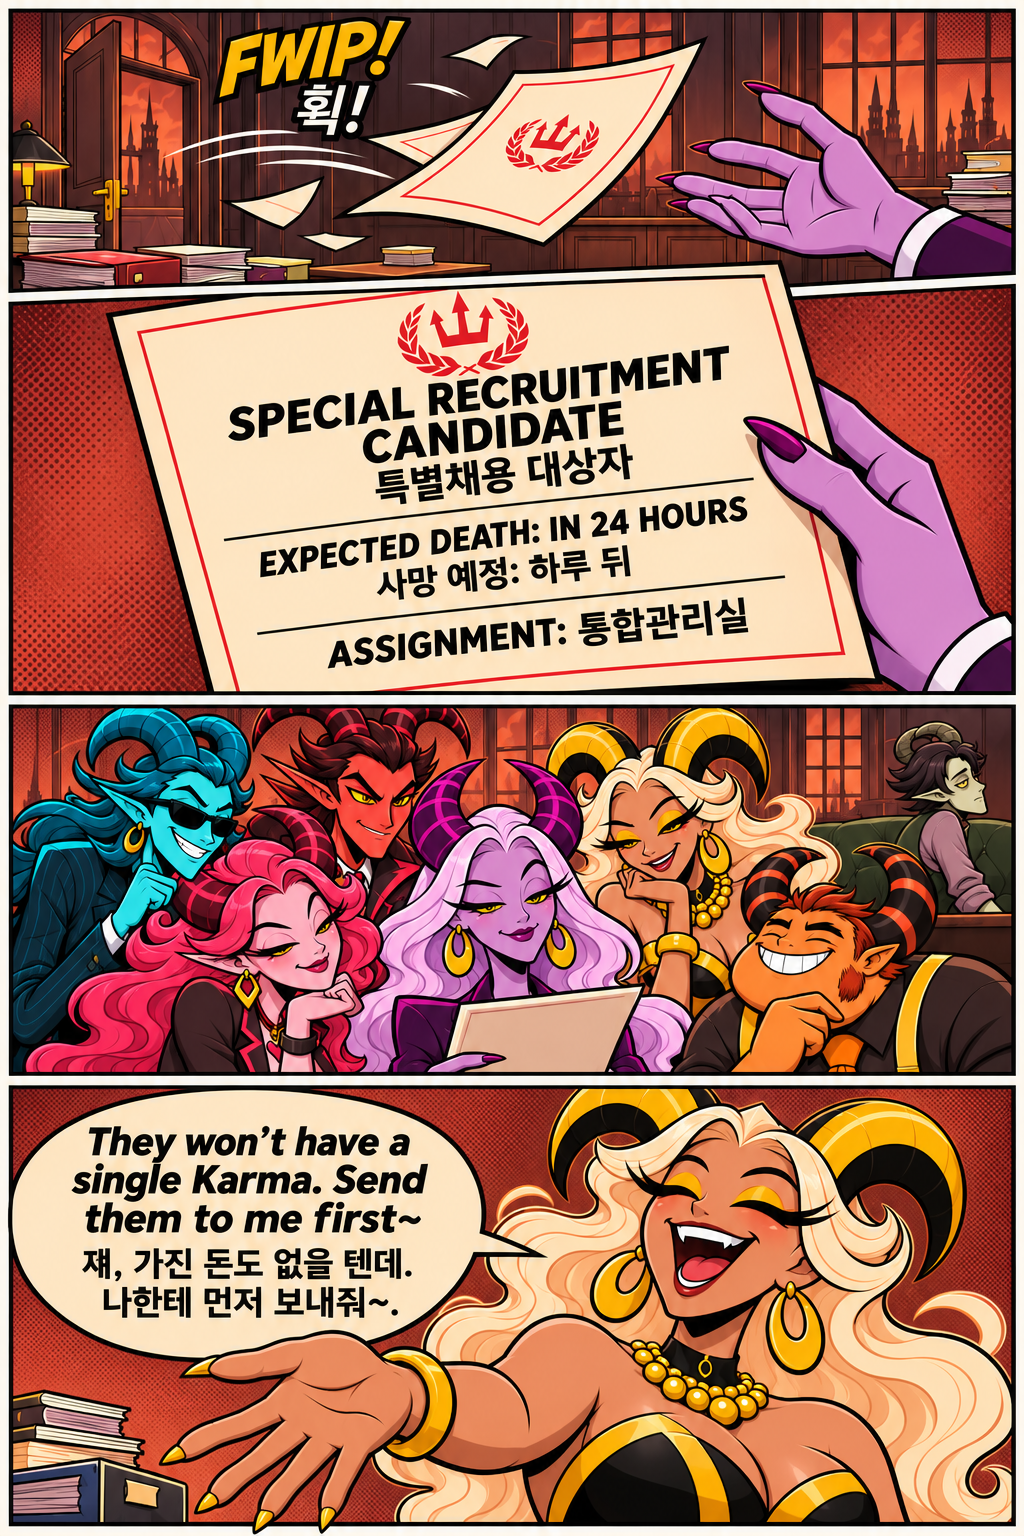 FWIP!
휙!
SPECIAL RECRUITMENT
CANDIDATE
특별채용 대상자
EXPECTED DEATH: IN 24 HOURS
사망 예정: 하루 뒤
ASSIGNMENT: 통합관리실
They won't have a
single Karma. Send
them to me first~
쟤, 가진 돈도 없을 텐데.
나한테 먼저 보내줘~.